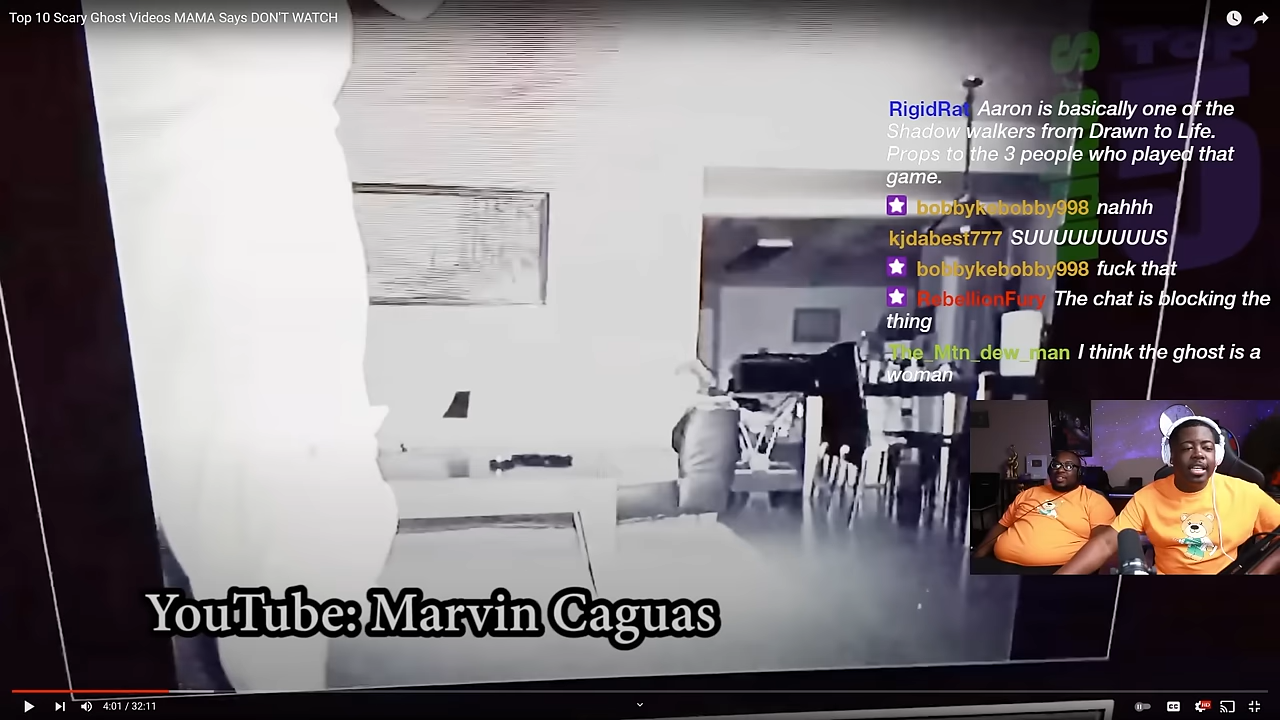 Top 10 Scary Ghost Videos MAMA Says DON'T WATCH
RigidRat Aaron is basically one of the
Shadow walkers from Drawn to Life.
Props to the 3 people who played that
game.
bobbykebobby998 nahhh
kjdabest777 SUUUUUUUUUS
bobbykebobby998 fuck that
RebellionFury The chat is blocking the
thing
The_Mtn_dew_man I think the ghost is a
woman
YouTube: Marvin Caguas
4:01 / 32:11
CC
HD